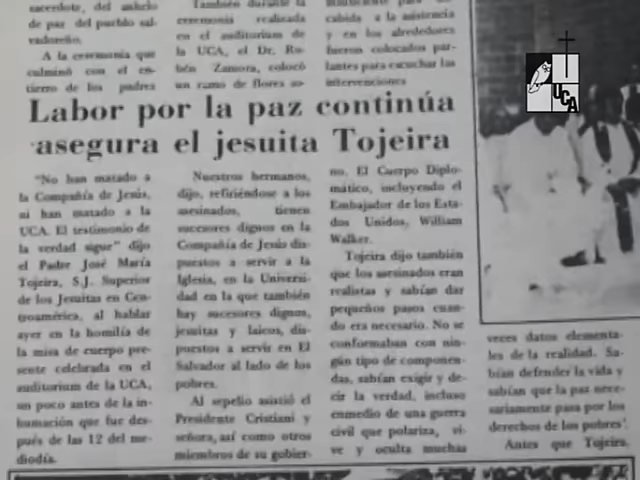 sacerdote, del anhelo
de paz del pueblo sal-
vadoreño.
A la ceremonia que
culminó con el en-
tierro de los padres
También durante la
ceremonia realizada
en el auditorium de
la UCA, el Dr. Ru-
bén Zamora, colocó
un ramo de flores so-
cabida a la asistencia
y en los alrededores
fueron colocados par-
lantes para escuchar las
intervenciones
UCA
Labor por la paz continúa
asegura el jesuita Tojeira
"No han matado a
la Compañía de Jesús,
ni han matado a la
UCA. El testimonio de
la verdad sigue" dijo
el Padre José María
Tojeira, S.J. Superior
de los Jesuitas en Cen-
troamérica, al hablar
ayer en la homilía de
la misa de cuerpo pre-
sente celebrada en el
auditorium de la UCA,
un poco antes de la in-
humación que fue des-
pués de las 12 del me-
diodía.
Nuestros hermanos,
dijo, refiriéndose a los
asesinados, tienen
sucesores dignos en la
Compañía de Jesús dis-
puestos a servir a la
Iglesia, en la Universi-
dad en la que también
hay sucesores dignos,
jesuitas y laicos, dis-
puestos a servir en El
Salvador al lado de los
pobres.
Al sepelio asistió el
Presidente Cristiani y
señora, así como otros
miembros de su gobier-
no. El Cuerpo Diplo-
mático, incluyendo el
Embajador de los Esta-
dos Unidos, William
Walker.
Tojeira dijo también
que los asesinados eran
realistas y sabían dar
pequeños pasos cuan-
do era necesario. No se
conformaban con nin-
gún tipo de componen-
das, sabían exigir y de-
cir la verdad, incluso
enmedio de una guerra
civil que polariza, vi-
ve y oculta muchas
veces datos elementa-
les de la realidad. Sa-
bían defender la vida y
sabían que la paz nece-
sariamente pasa por los
derechos de los pobres'.
Antes que Tojeira,